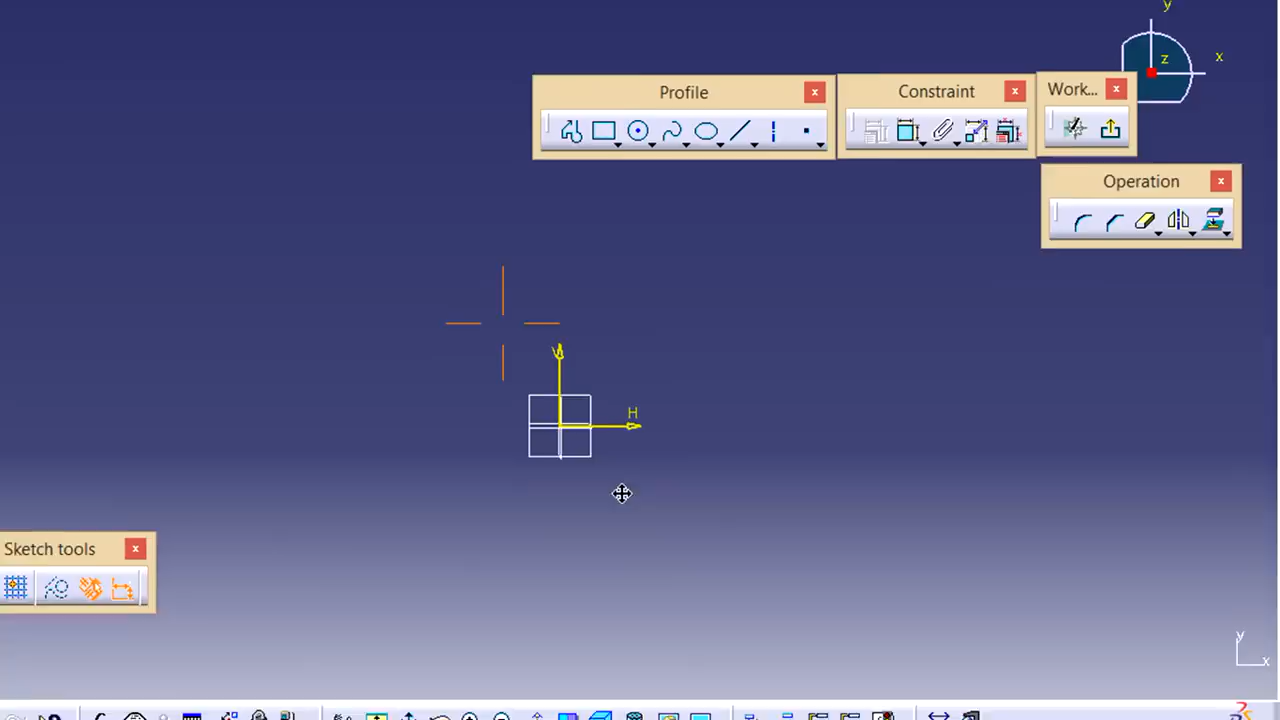 y
x
z
Profile
Constraint
Work...
Operation
V
H
Sketch tools
y
x